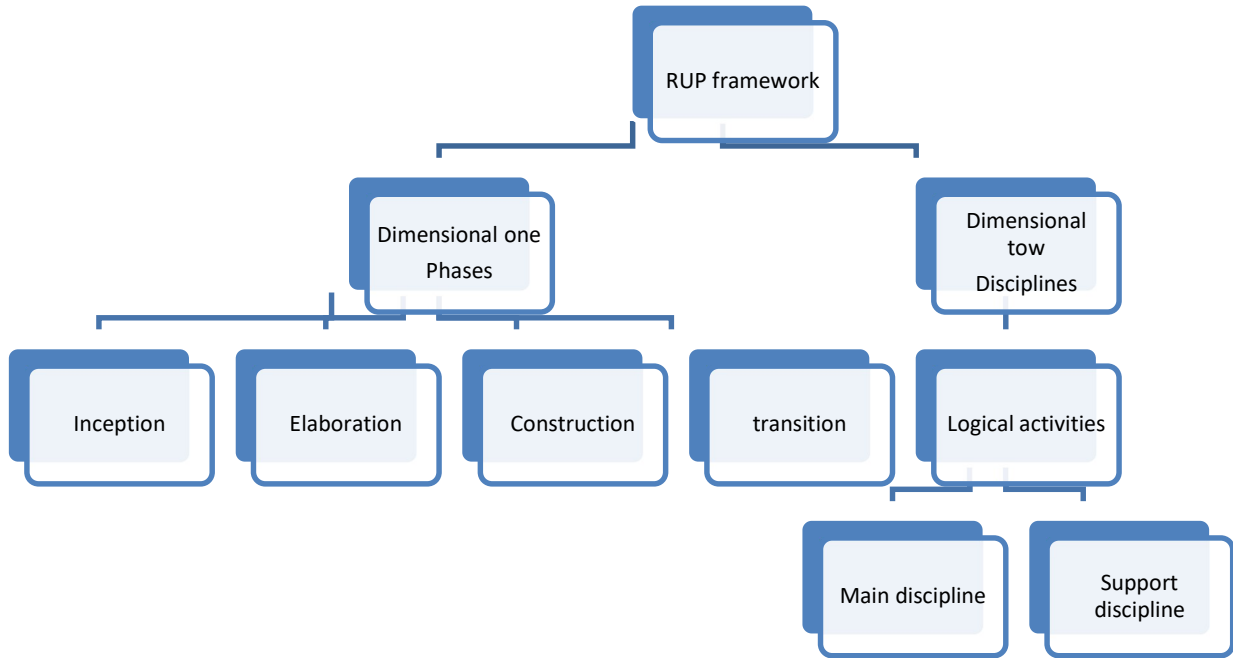 RUP framework
Dimensional one
Phases
Dimensional
tow
Disciplines
Inception
Elaboration
Construction
transition
Logical activities
Main discipline
Support
discipline